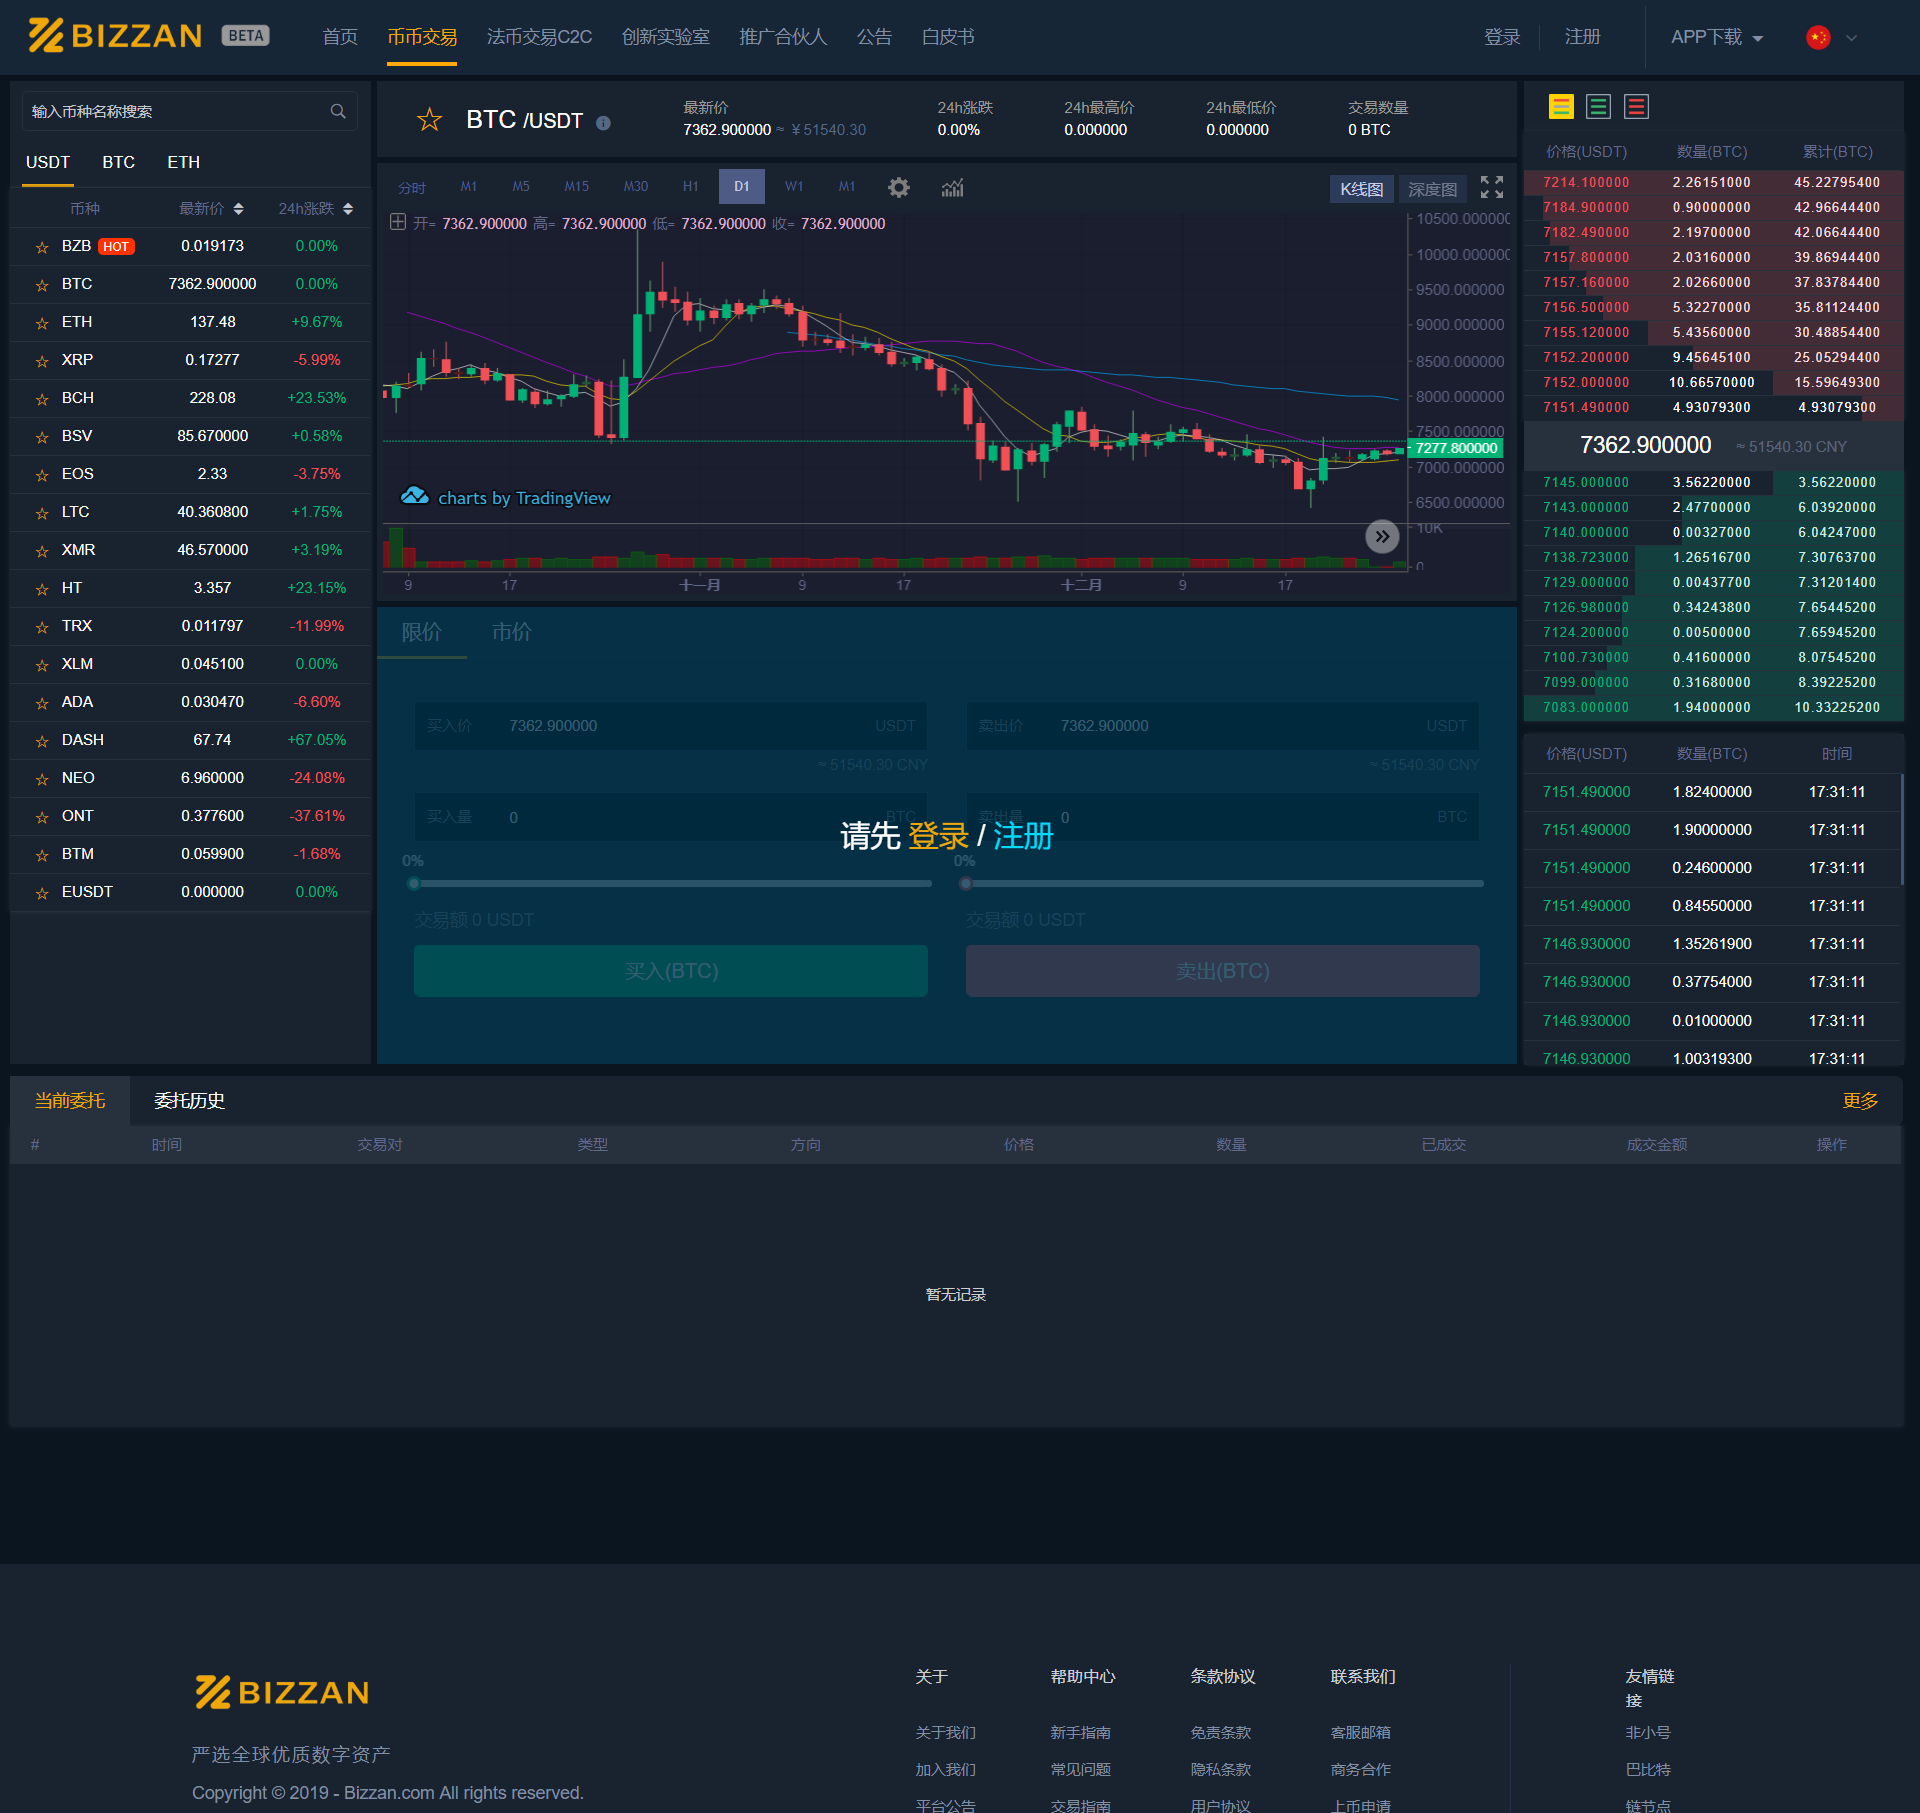 BIZZAN BETA 首页 币币交易 法币交易C2C 创新实验室 推广合伙人 公告 白皮书 登录 注册 APP下载
输入币种名称搜索
USDT BTC ETH
币种 最新价 24h涨跌
BZB HOT 0.019173 0.00%
BTC 7362.900000 0.00%
ETH 137.48 +9.67%
XRP 0.17277 -5.99%
BCH 228.08 +23.53%
BSV 85.670000 +0.58%
EOS 2.33 -3.75%
LTC 40.360800 +1.75%
XMR 46.570000 +3.19%
HT 3.357 +23.15%
TRX 0.011797 -11.99%
XLM 0.045100 0.00%
ADA 0.030470 -6.60%
DASH 67.74 +67.05%
NEO 6.960000 -24.08%
ONT 0.377600 -37.61%
BTM 0.059900 -1.68%
EUSDT 0.000000 0.00%
BTC /USDT
最新价 24h涨跌 24h最高价 24h最低价 交易数量
7362.900000 ≈ ￥51540.30 0.00% 0.000000 0.000000 0 BTC
分时 M1 M5 M15 M30 H1 D1 W1 M1 K线图 深度图
开= 7362.900000 高= 7362.900000 低= 7362.900000 收= 7362.900000
10500.000000
10000.000000
9500.000000
9000.000000
8500.000000
8000.000000
7500.000000
7277.800000
7000.000000
6500.000000
charts by TradingView
10K
0
9 17 十一月 9 17 十二月 9 17
限价 市价
买入价 7362.900000 USDT 卖出价 7362.900000 USDT
≈ 51540.30 CNY ≈ 51540.30 CNY
买入量 0 BTC 卖出量 0 BTC
请先 登录 / 注册
0% 0%
交易额 0 USDT 交易额 0 USDT
买入(BTC) 卖出(BTC)
价格(USDT) 数量(BTC) 累计(BTC)
7214.100000 2.26151000 45.22795400
7184.900000 0.90000000 42.96644400
7182.490000 2.19700000 42.06644400
7157.800000 2.03160000 39.86944400
7157.160000 2.02660000 37.83784400
7156.500000 5.32270000 35.81124400
7155.120000 5.43560000 30.48854400
7152.200000 9.45645100 25.05294400
7152.000000 10.66570000 15.59649300
7151.490000 4.93079300 4.93079300
7362.900000 ≈ 51540.30 CNY
7145.000000 3.56220000 3.56220000
7143.000000 2.47700000 6.03920000
7140.000000 0.00327000 6.04247000
7138.723000 1.26516700 7.30763700
7129.000000 0.00437700 7.31201400
7126.980000 0.34243800 7.65445200
7124.200000 0.00500000 7.65945200
7100.730000 0.41600000 8.07545200
7099.000000 0.31680000 8.39225200
7083.000000 1.94000000 10.33225200
价格(USDT) 数量(BTC) 时间
7151.490000 1.82400000 17:31:11
7151.490000 1.90000000 17:31:11
7151.490000 0.24600000 17:31:11
7151.490000 0.84550000 17:31:11
7146.930000 1.35261900 17:31:11
7146.930000 0.37754000 17:31:11
7146.930000 0.01000000 17:31:11
7146.930000 1.00319300 17:31:11
当前委托 委托历史 更多
# 时间 交易对 类型 方向 价格 数量 已成交 成交金额 操作
暂无记录
BIZZAN
严选全球优质数字资产
Copyright © 2019 - Bizzan.com All rights reserved.
关于 帮助中心 条款协议 联系我们 友情链
接
关于我们 新手指南 免责条款 客服邮箱 非小号
加入我们 常见问题 隐私条款 商务合作 巴比特
平台公告 交易指南 用户协议 上币申请 链节点